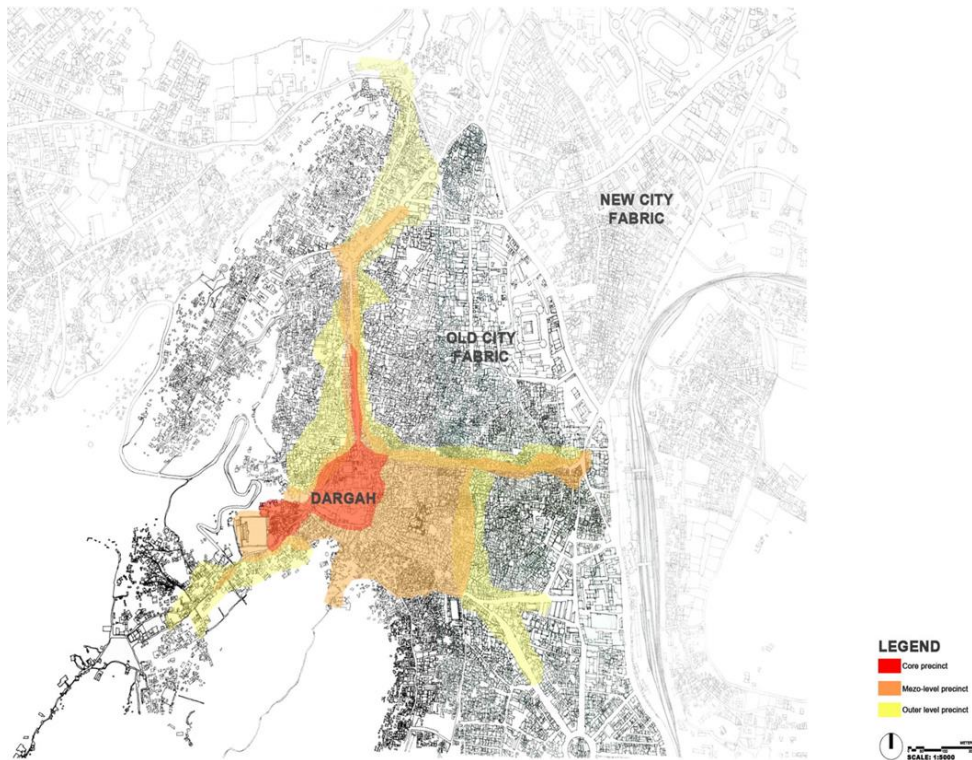 NEW CITY
FABRIC
OLD CITY
FABRIC
DARGAH
LEGEND
Core precinct
Mezo-level precinct
Outer level precinct
SCALE: 1:5000